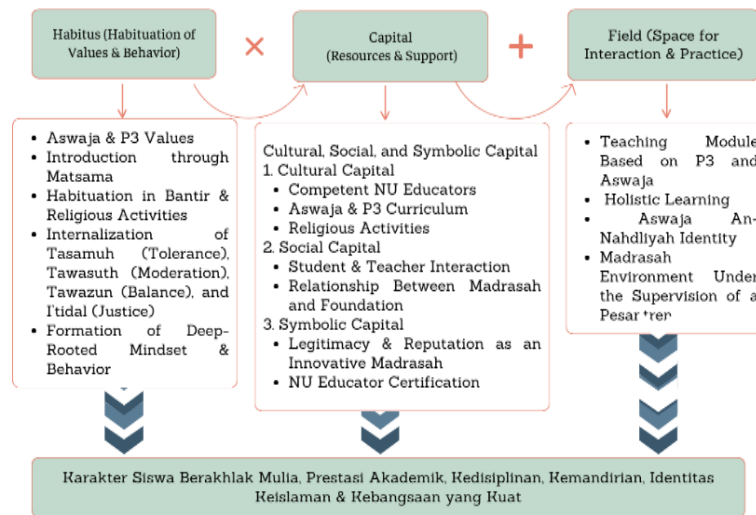 Habitus (Habituation of
Values & Behavior)
×
Capital
(Resources & Support)
+
Field (Space for
Interaction & Practice)
• Aswaja & P3 Values
• Introduction through
Matsama
• Habituation in Bantir &
Religious Activities
• Internalization of
Tasamuh (Tolerance),
Tawasuth (Moderation),
Tawazun (Balance), and
I'tidal (Justice)
• Formation of Deep-
Rooted Mindset &
Behavior
Cultural, Social, and Symbolic Capital
1. Cultural Capital
• Competent NU Educators
• Aswaja & P3 Curriculum
• Religious Activities
2. Social Capital
• Student & Teacher Interaction
• Relationship Between Madrasah
and Foundation
3. Symbolic Capital
• Legitimacy & Reputation as an
Innovative Madrasah
• NU Educator Certification
• Teaching Module
Based on P3 and
Aswaja
• Holistic Learning
• Aswaja An-
Nahdliyah Identity
• Madrasah
Environment Under
the Supervision of a
Karakter Siswa Berakhlak Mulia, Prestasi Akademik, Kedisiplinan, Kemandirian, Identitas
Keislaman & Kebangsaan yang Kuat